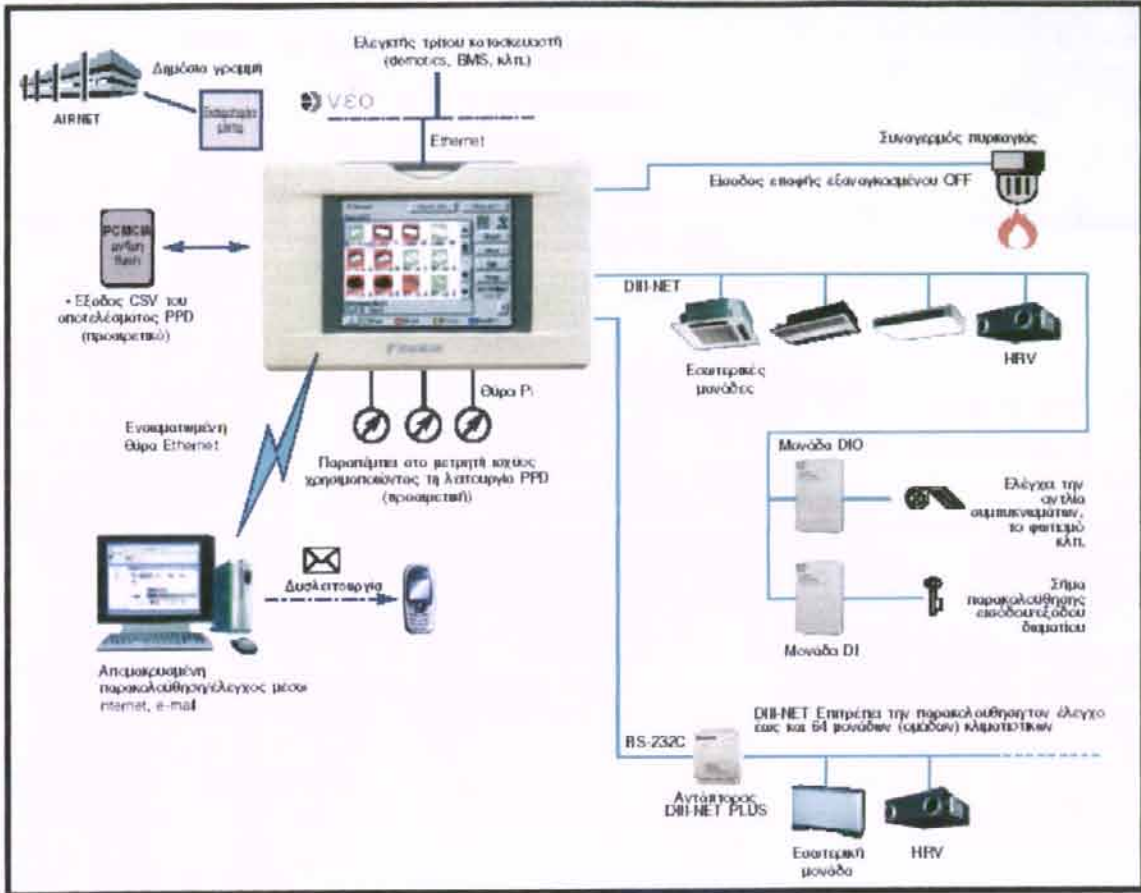 Ελεγκτής τρίτου κατασκευαστή
(domotics, BMS, κλπ.)
Δημόσια γραμμή
AIRNET
νέο
Ethernet
Συναγερμός πυρκαγιάς
Είσοδος επαφής εξαναγκασμένου OFF
PCMCIA
μνήμη
flash
• Έξοδος CSV του
αποτελέσματος PPD
(προαιρετικό)
DIII-NET
Εσωτερικές
μονάδες
HRV
Θύρα Pi
Ενσωματωμένη
θύρα Ethernet
Παραπέμπει στο μετρητή ισχύος
χρησιμοποιώντας τη λειτουργία PPD
(προαιρετική)
Μονάδα DIO
Ελέγχει την
αντλία
συμπυκνωμάτων,
το φωτισμό
κλπ.
Δυσλειτουργία
Σήμα
παρακολούθησης
εισόδου/εξόδου
δωματίου
Μονάδα DI
Απομακρυσμένη
παρακολούθηση/έλεγχος μέσω
internet, e-mail
DIII-NET Επιτρέπει την παρακολούθηση/τον έλεγχο
έως και 64 μονάδων (ομάδων) κλιματιστικών
RS-232C
Αντάπτορας
DIII-NET PLUS
Εσωτερική
μονάδα
HRV